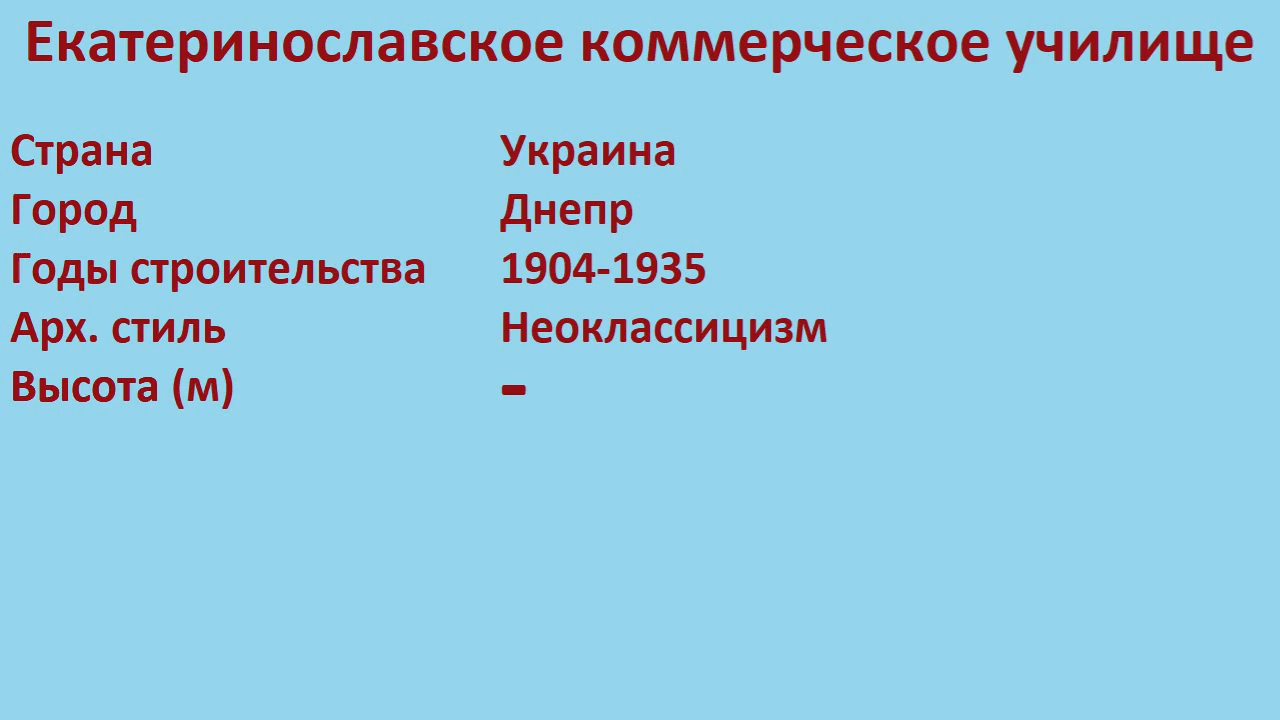 Екатеринославское коммерческое училище
Страна Украина
Город Днепр
Годы строительства 1904-1935
Арх. стиль Неоклассицизм
Высота (м) -